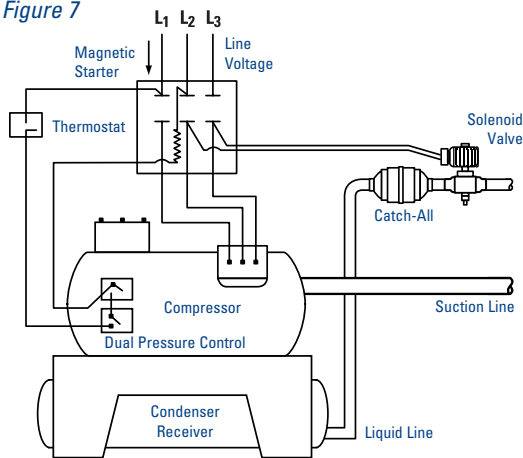 Figure 7
L1 L2 L3
Magnetic
Starter
Line
Voltage
Thermostat
Solenoid
Valve
Catch-All
Compressor
Suction Line
Dual Pressure Control
Condenser
Receiver
Liquid Line